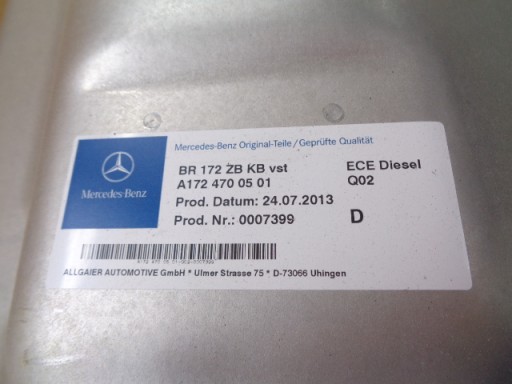 Mercedes-Benz Original-Teile/Geprüfte Qualität
Mercedes-Benz
BR 172 ZB KB vst ECE Diesel
A172 470 05 01 Q02
Prod. Datum: 24.07.2013
Prod. Nr.: 0007399 D
ALLGAIER AUTOMOTIVE GmbH * Ulmer Strasse 75 * D-73066 Uhingen